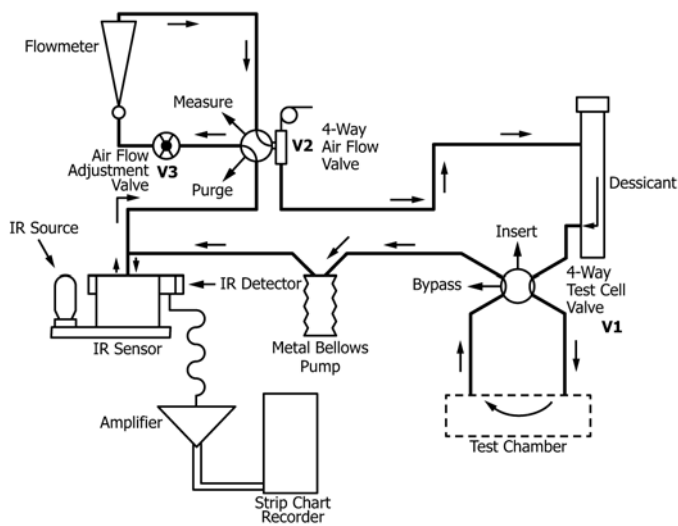 Flowmeter
Measure
4-Way
Air Flow
Valve
V2
Air Flow
Adjustment
Valve
V3
Purge
Dessicant
IR Source
Insert
IR Detector
Bypass
4-Way
Test Cell
Valve
V1
IR Sensor
Metal Bellows
Pump
Amplifier
Test Chamber
Strip Chart
Recorder